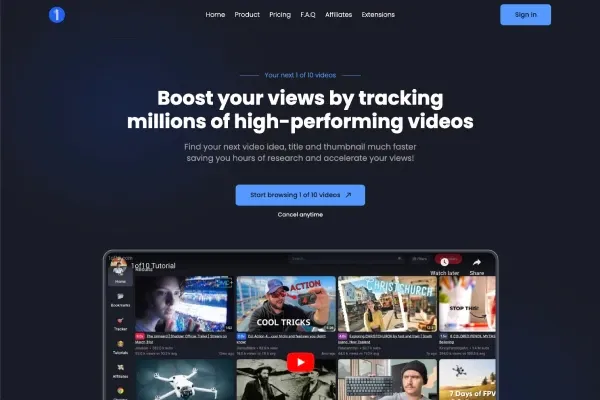 1
Home Product Pricing F.A.Q Affiliates Extensions
Sign in
Your next 1 of 10 videos
Boost your views by tracking
millions of high-performing videos
Find your next video idea, title and thumbnail much faster
saving you hours of research and accelerate your views!
Start browsing 1 of 10 videos
Cancel anytime
1of10 Tutorial
Watch later Share
Home
Bookmarks
Tracker
Tutorials
Affiliates
ACTION
COOL TRICKS
CHRISTCHURCH
STOP THIS!
7 Days of FPV